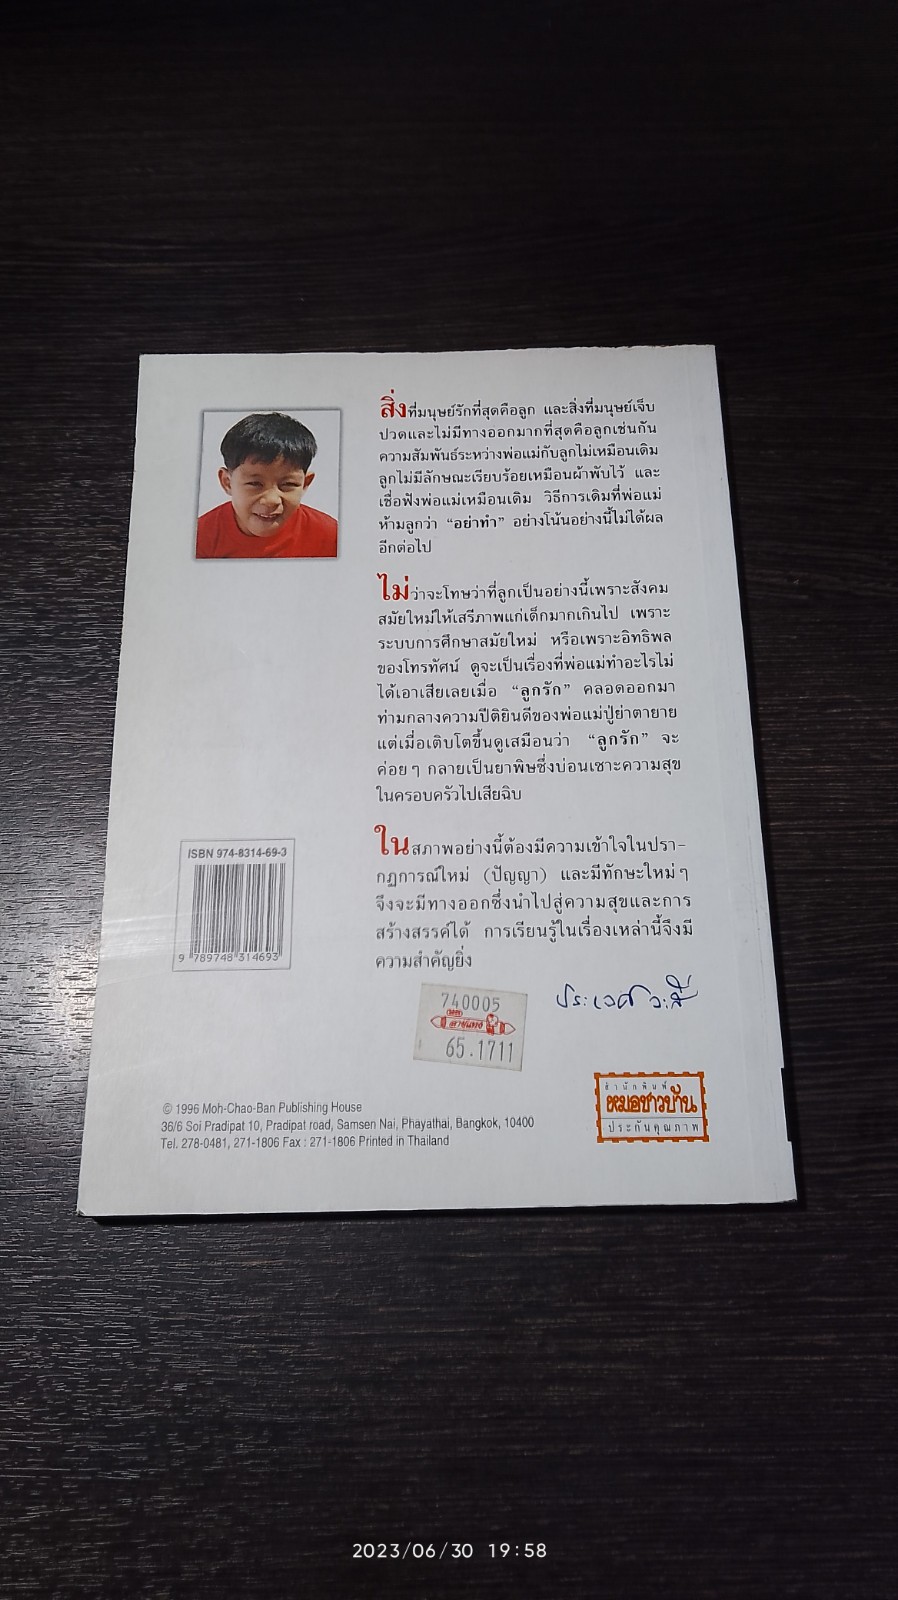 สิ่งที่มนุษย์รักที่สุดคือลูก และสิ่งที่มนุษย์เจ็บ
ปวดและไม่มีทางออกมากที่สุดคือลูกเช่นกัน
ความสัมพันธ์ระหว่างพ่อแม่กับลูกไม่เหมือนเดิม
ลูกไม่มีลักษณะเรียบร้อยเหมือนผ้าพับไว้ และ
เชื่อฟังพ่อแม่เหมือนเดิม วิธีการเดิมที่พ่อแม่
ห้ามลูกว่า “อย่าทำ” อย่างโน้นอย่างนี้ไม่ได้ผล
อีกต่อไป
ไม่ว่าจะโทษว่าที่ลูกเป็นอย่างนี้เพราะสังคม
สมัยใหม่ให้เสรีภาพแก่เด็กมากเกินไป เพราะ
ระบบการศึกษาสมัยใหม่ หรือเพราะอิทธิพล
ของโทรทัศน์ ดูจะเป็นเรื่องที่พ่อแม่ทำอะไรไม่
ได้เอาเสียเลยเมื่อ “ลูกรัก” คลอดออกมา
ท่ามกลางความปีติยินดีของพ่อแม่ปู่ย่าตายาย
แต่เมื่อเติบโตขึ้นดูเสมือนว่า “ลูกรัก” จะ
ค่อยๆ กลายเป็นยาพิษซึ่งบ่อนเซาะความสุข
ในครอบครัวไปเสียฉิบ
ในสภาพอย่างนี้ต้องมีความเข้าใจในปรา-
กฏการณ์ใหม่ (ปัญญา) และมีทักษะใหม่ๆ
จึงจะมีทางออกซึ่งนำไปสู่ความสุขและการ
สร้างสรรค์ได้ การเรียนรู้ในเรื่องเหล่านี้จึงมี
ความสำคัญยิ่ง
ประเวศ วะสี
ISBN 974-8314-69-3
9 789748 314693
740005
ลายแทง
65.1711
© 1996 Moh-Chao-Ban Publishing House
36/6 Soi Pradipat 10, Pradipat road, Samsen Nai, Phayathai, Bangkok, 10400
Tel. 278-0481, 271-1806 Fax : 271-1806 Printed in Thailand
สำนักพิมพ์
หมอชาวบ้าน
ประกันคุณภาพ
2023/06/30 19:58